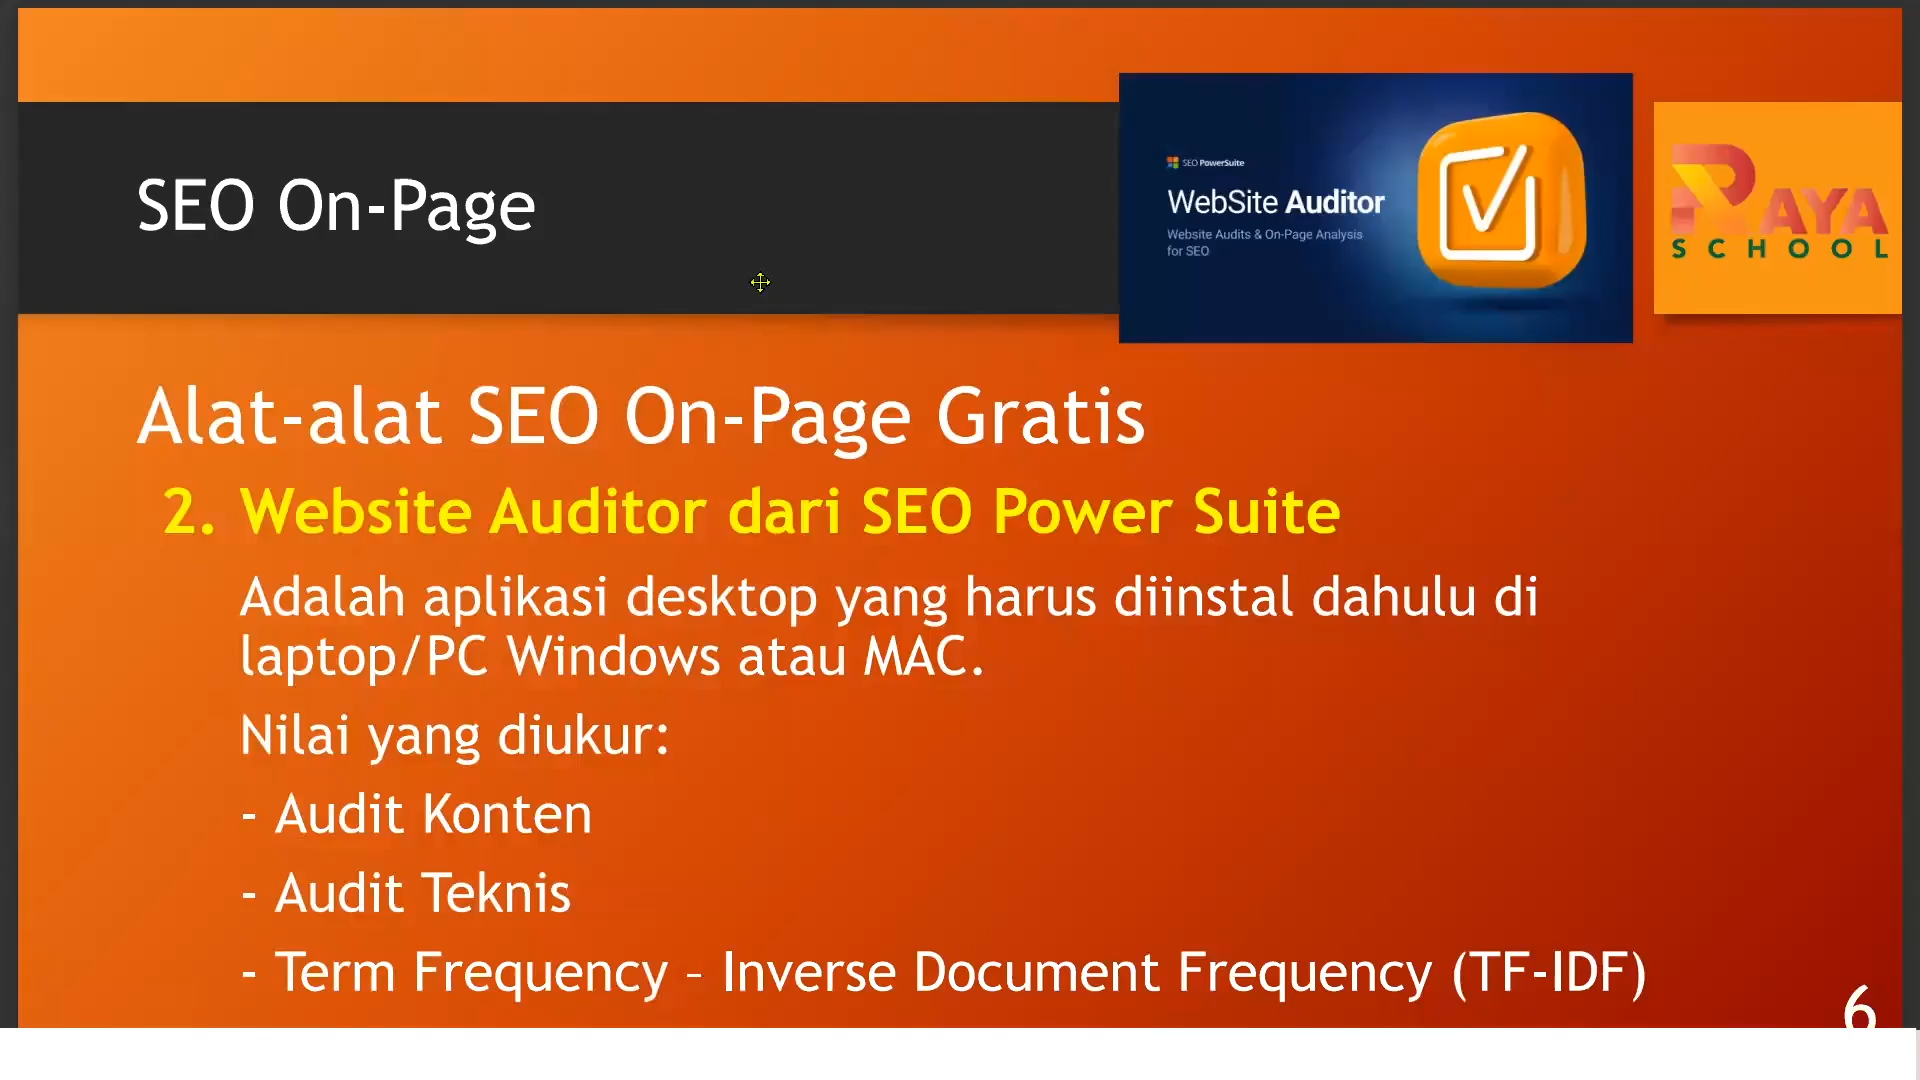 SEO PowerSuite
WebSite Auditor
Website Audits & On-Page Analysis
for SEO
RAYA
SCHOOL
SEO On-Page
Alat-alat SEO On-Page Gratis
2. Website Auditor dari SEO Power Suite
Adalah aplikasi desktop yang harus diinstal dahulu di
laptop/PC Windows atau MAC.
Nilai yang diukur:
- Audit Konten
- Audit Teknis
- Term Frequency – Inverse Document Frequency (TF-IDF)
6